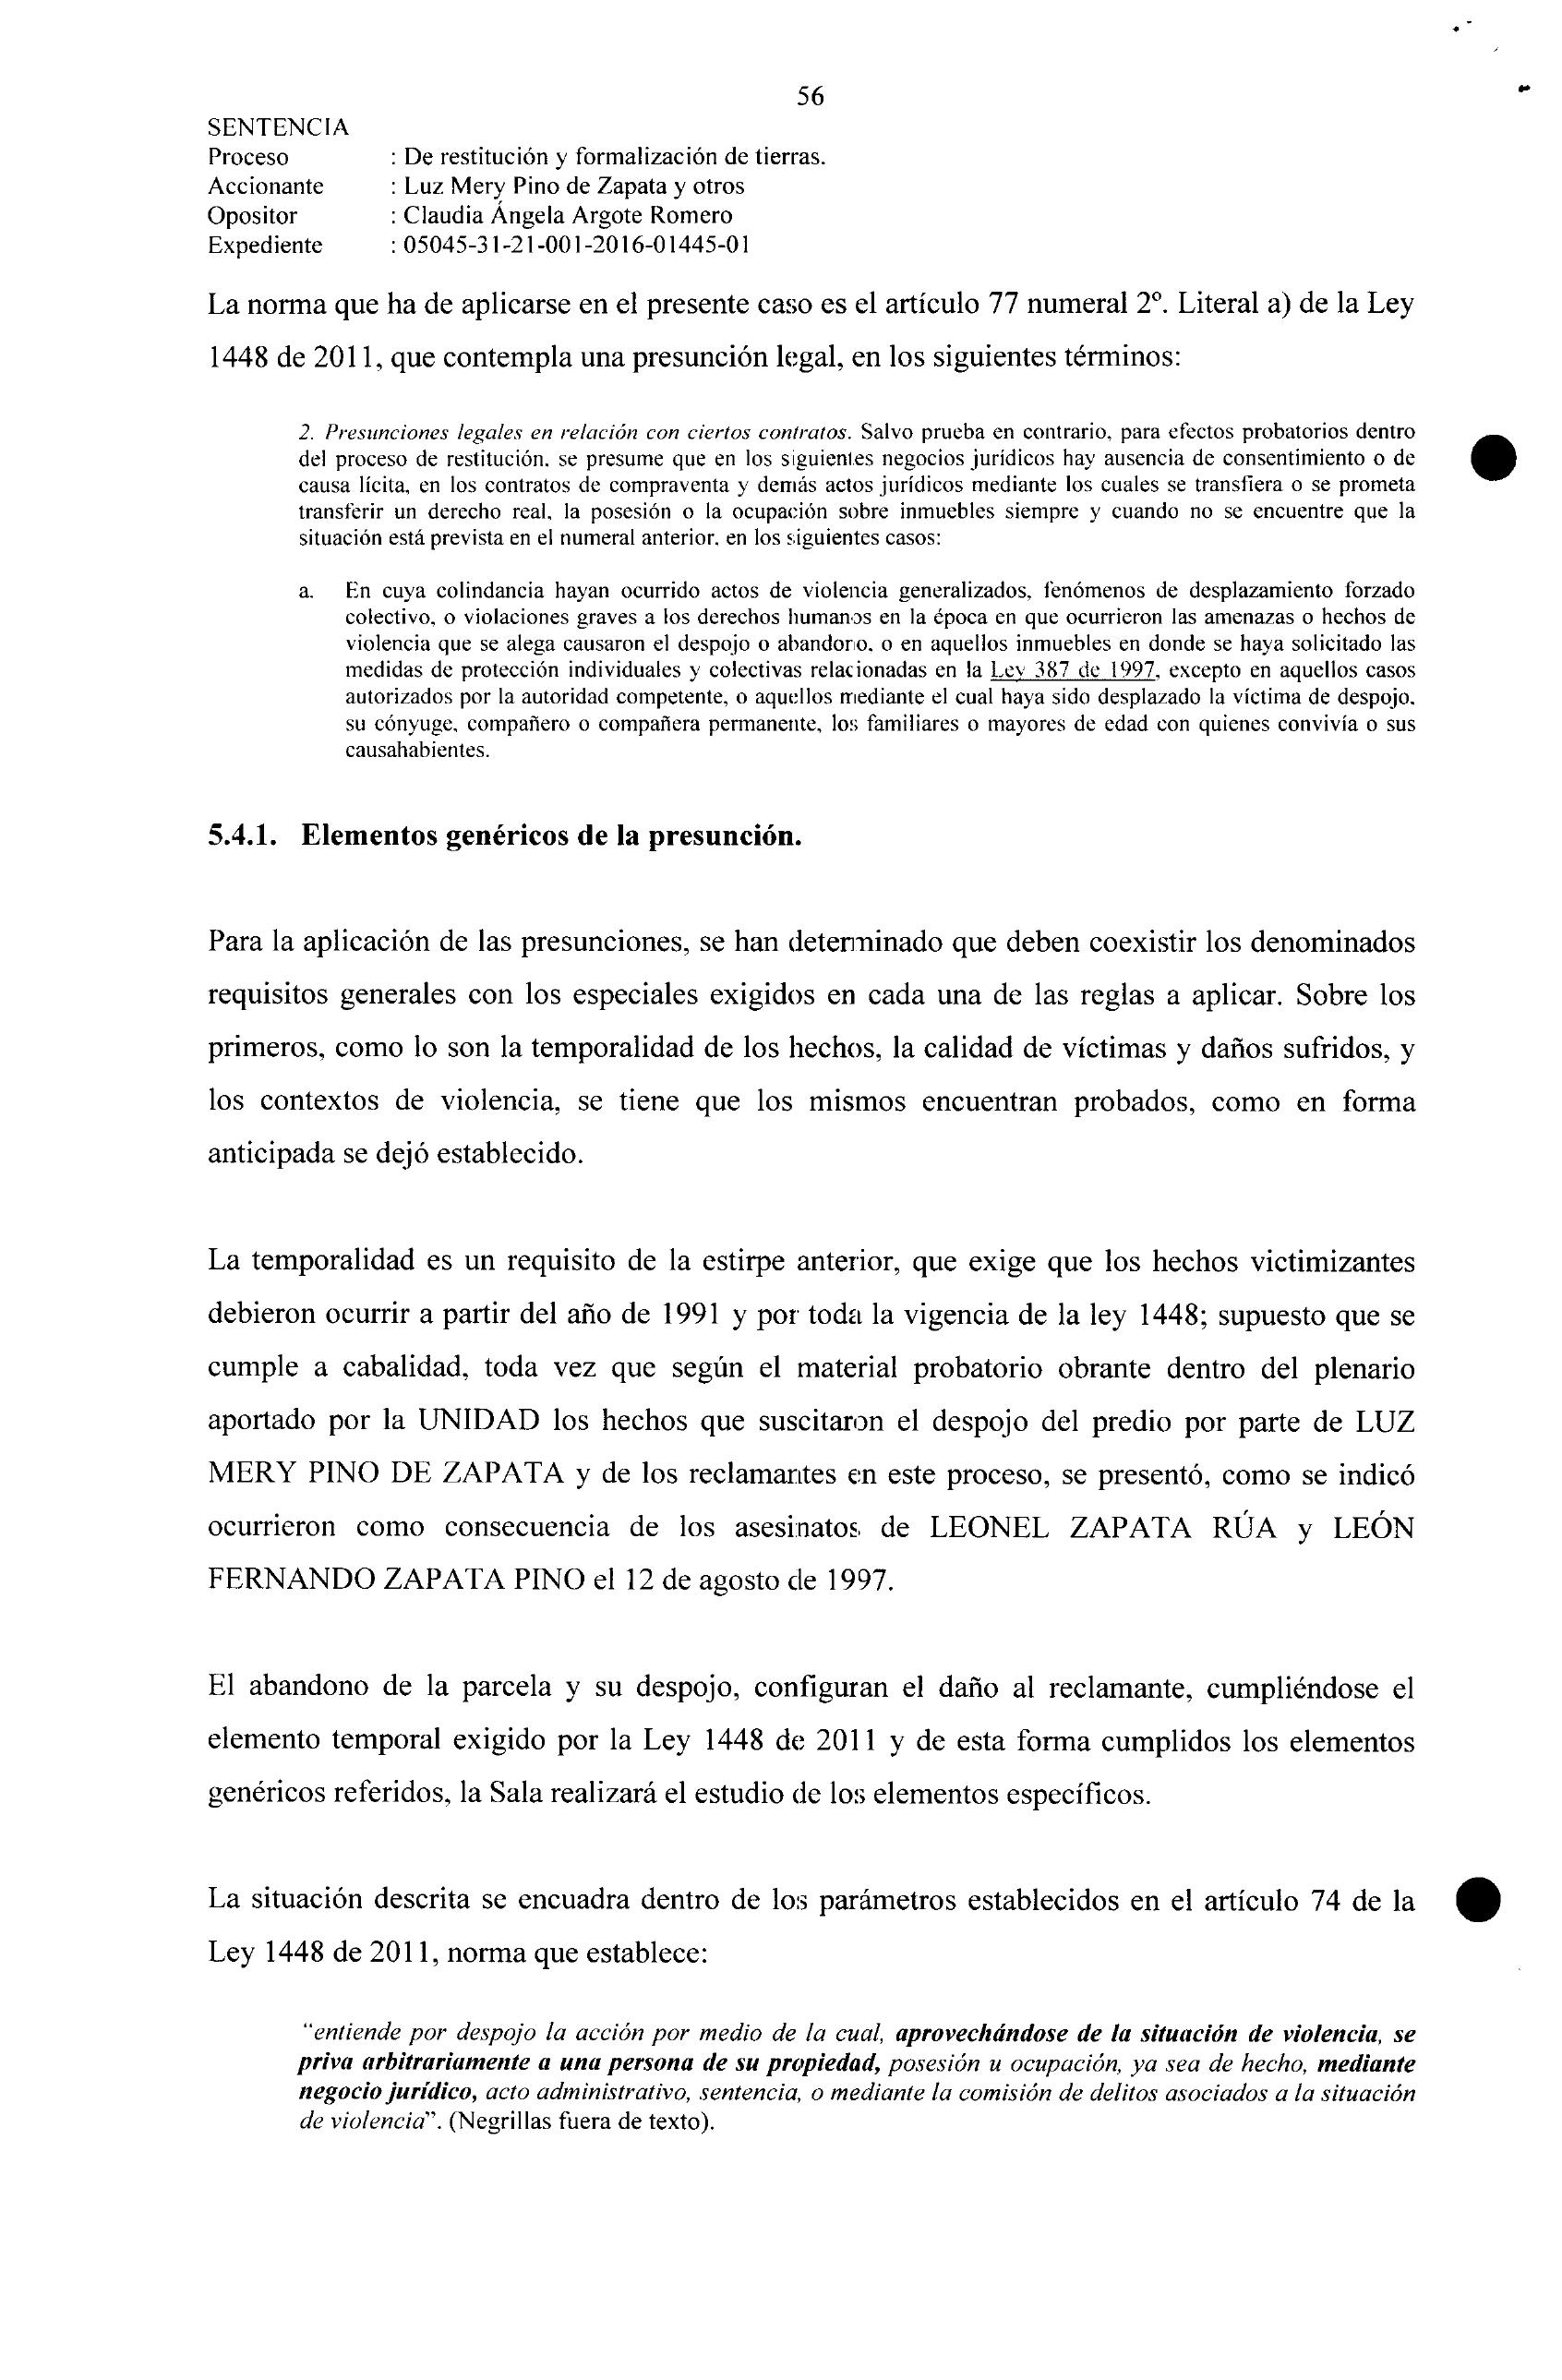 56
SENTENCIA
Proceso : De restitución y formalización de tierras.
Accionante : Luz Mery Pino de Zapata y otros
Opositor : Claudia Ángela Argote Romero
Expediente : 05045-31-21-001-2016-01445-01
La norma que ha de aplicarse en el presente caso es el artículo 77 numeral 2º. Literal a) de la Ley
1448 de 2011, que contempla una presunción legal, en los siguientes términos:
2. Presunciones legales en relación con ciertos contratos. Salvo prueba en contrario, para efectos probatorios dentro
del proceso de restitución, se presume que en los siguientes negocios jurídicos hay ausencia de consentimiento o de
causa lícita, en los contratos de compraventa y demás actos jurídicos mediante los cuales se transfiera o se prometa
transferir un derecho real, la posesión o la ocupación sobre inmuebles siempre y cuando no se encuentre que la
situación está prevista en el numeral anterior, en los siguientes casos:
a. En cuya colindancia hayan ocurrido actos de violencia generalizados, fenómenos de desplazamiento forzado
colectivo, o violaciones graves a los derechos humanos en la época en que ocurrieron las amenazas o hechos de
violencia que se alega causaron el despojo o abandono, o en aquellos inmuebles en donde se haya solicitado las
medidas de protección individuales y colectivas relacionadas en la Ley 387 de 1997, excepto en aquellos casos
autorizados por la autoridad competente, o aquellos mediante el cual haya sido desplazado la víctima de despojo,
su cónyuge, compañero o compañera permanente, los familiares o mayores de edad con quienes convivía o sus
causahabientes.
5.4.1. Elementos genéricos de la presunción.
Para la aplicación de las presunciones, se han determinado que deben coexistir los denominados
requisitos generales con los especiales exigidos en cada una de las reglas a aplicar. Sobre los
primeros, como lo son la temporalidad de los hechos, la calidad de víctimas y daños sufridos, y
los contextos de violencia, se tiene que los mismos encuentran probados, como en forma
anticipada se dejó establecido.
La temporalidad es un requisito de la estirpe anterior, que exige que los hechos victimizantes
debieron ocurrir a partir del año de 1991 y por toda la vigencia de la ley 1448; supuesto que se
cumple a cabalidad, toda vez que según el material probatorio obrante dentro del plenario
aportado por la UNIDAD los hechos que suscitaron el despojo del predio por parte de LUZ
MERY PINO DE ZAPATA y de los reclamantes en este proceso, se presentó, como se indicó
ocurrieron como consecuencia de los asesinatos de LEONEL ZAPATA RÚA y LEÓN
FERNANDO ZAPATA PINO el 12 de agosto de 1997.
El abandono de la parcela y su despojo, configuran el daño al reclamante, cumpliéndose el
elemento temporal exigido por la Ley 1448 de 2011 y de esta forma cumplidos los elementos
genéricos referidos, la Sala realizará el estudio de los elementos específicos.
La situación descrita se encuadra dentro de los parámetros establecidos en el artículo 74 de la
Ley 1448 de 2011, norma que establece:
“entiende por despojo la acción por medio de la cual, aprovechándose de la situación de violencia, se
priva arbitrariamente a una persona de su propiedad, posesión u ocupación, ya sea de hecho, mediante
negocio jurídico, acto administrativo, sentencia, o mediante la comisión de delitos asociados a la situación
de violencia”. (Negrillas fuera de texto).